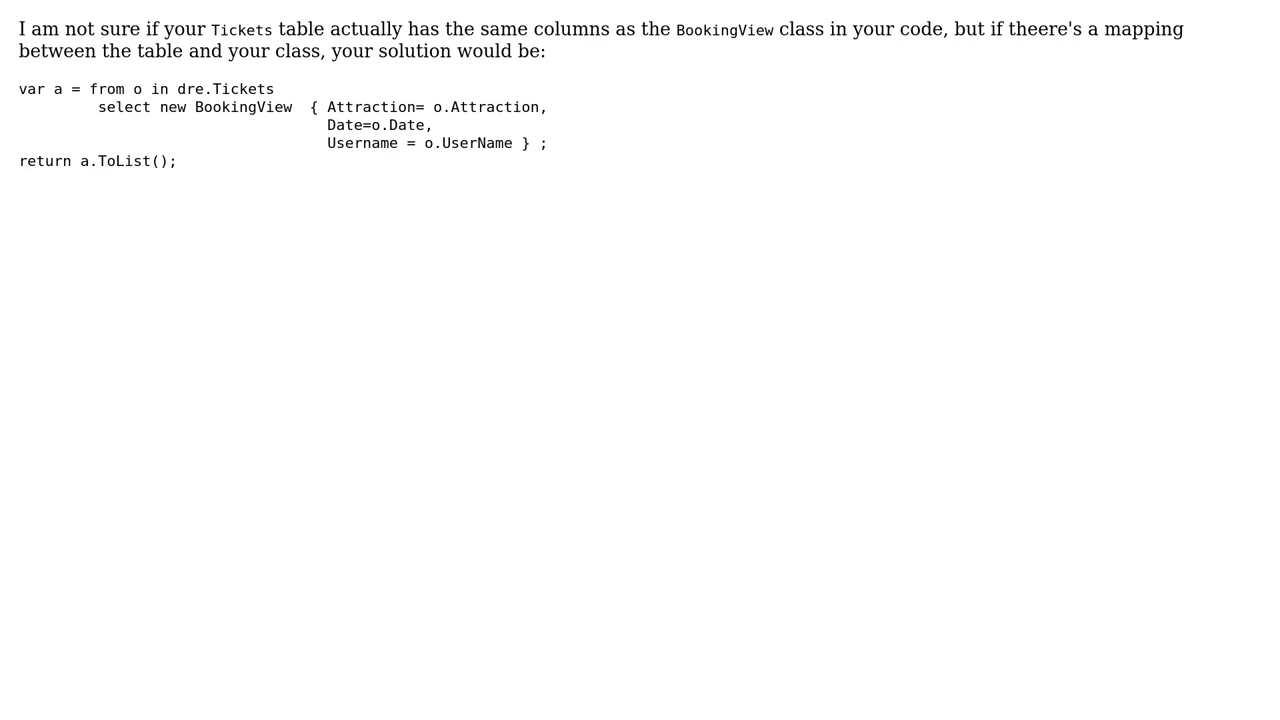 I am not sure if your Tickets table actually has the same columns as the BookingView class in your code, but if theere's a mapping
between the table and your class, your solution would be:
var a = from o in dre.Tickets
         select new BookingView  { Attraction= o.Attraction,
                                   Date=o.Date,
                                   Username = o.UserName } ;
return a.ToList();